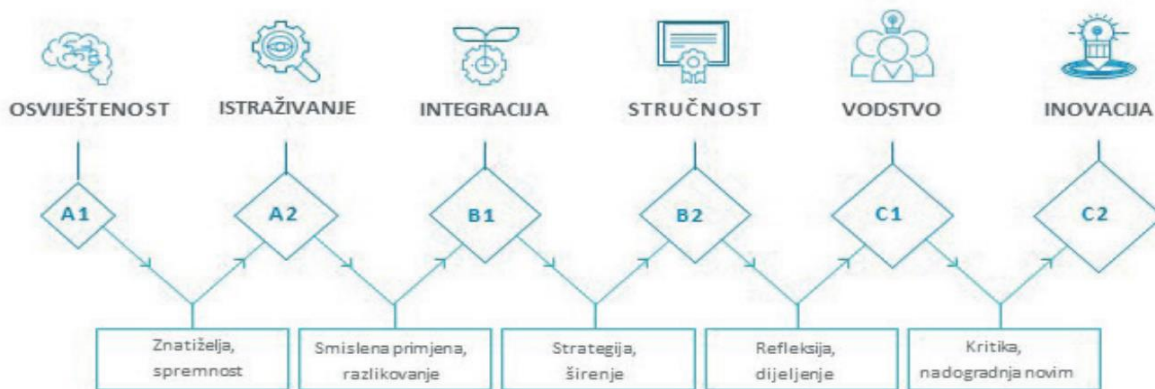 OSVIJEŠTENOST
ISTRAŽIVANJE
INTEGRACIJA
STRUČNOST
VODSTVO
INOVACIJA
A1
A2
B1
B2
C1
C2
Znatiželja,
spremnost
Smislena primjena,
razlikovanje
Strategija,
širenje
Refleksija,
dijeljenje
Kritika,
nadogradnja novim